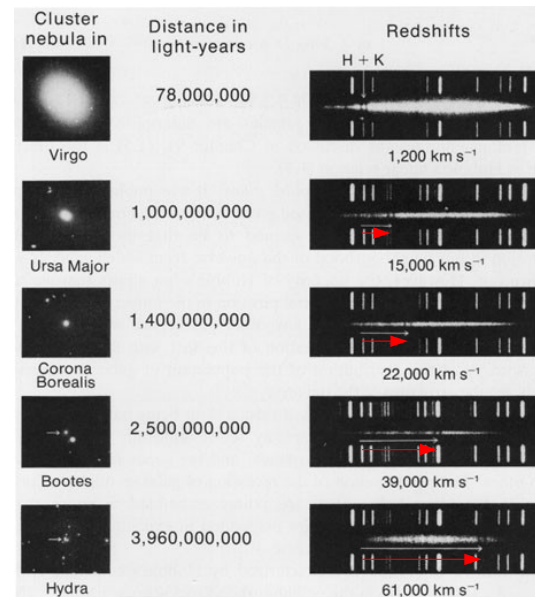 Cluster
nebula in
Distance in
light-years
Redshifts
H + K
78,000,000
Virgo
1,200 km s⁻¹
1,000,000,000
Ursa Major
15,000 km s⁻¹
1,400,000,000
Corona
Borealis
22,000 km s⁻¹
2,500,000,000
Bootes
39,000 km s⁻¹
3,960,000,000
Hydra
61,000 km s⁻¹